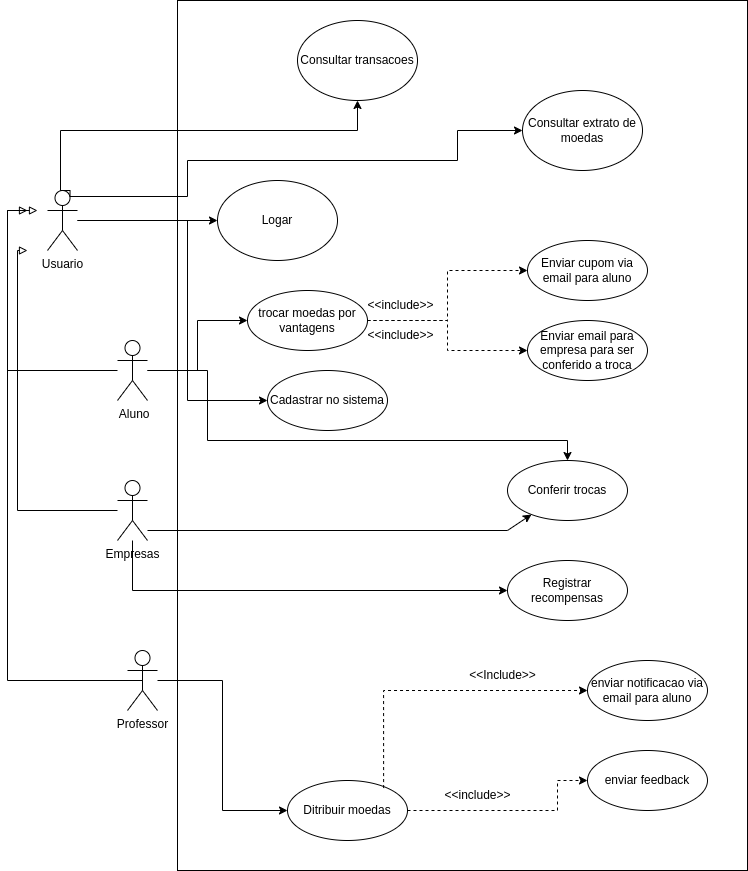 Consultar transacoes
Consultar extrato de
moedas
Logar
Usuario
Enviar cupom via
email para aluno
<<include>>
trocar moedas por
vantagens
<<include>>
Enviar email para
empresa para ser
conferido a troca
Cadastrar no sistema
Aluno
Conferir trocas
Empresas
Registrar
recompensas
<<Include>>
enviar notificacao via
email para aluno
Professor
enviar feedback
<<include>>
Ditribuir moedas